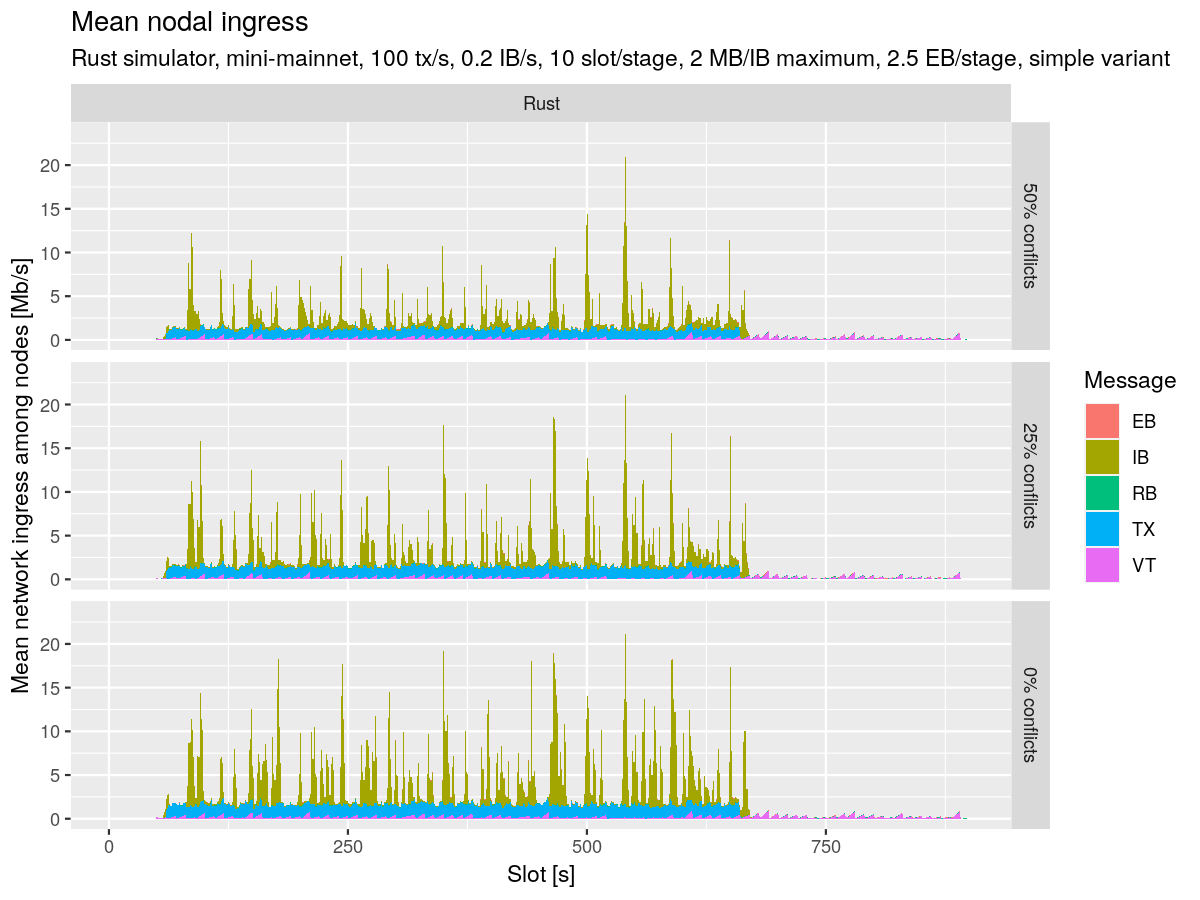 Mean nodal ingress
Rust simulator, mini-mainnet, 100 tx/s, 0.2 IB/s, 10 slot/stage, 2 MB/IB maximum, 2.5 EB/stage, simple variant
Rust
Mean network ingress among nodes [Mb/s]
20
15
10
5
0
50% conflicts
20
15
10
5
0
25% conflicts
20
15
10
5
0
0% conflicts
0
250
500
750
Slot [s]
Message
EB
IB
RB
TX
VT